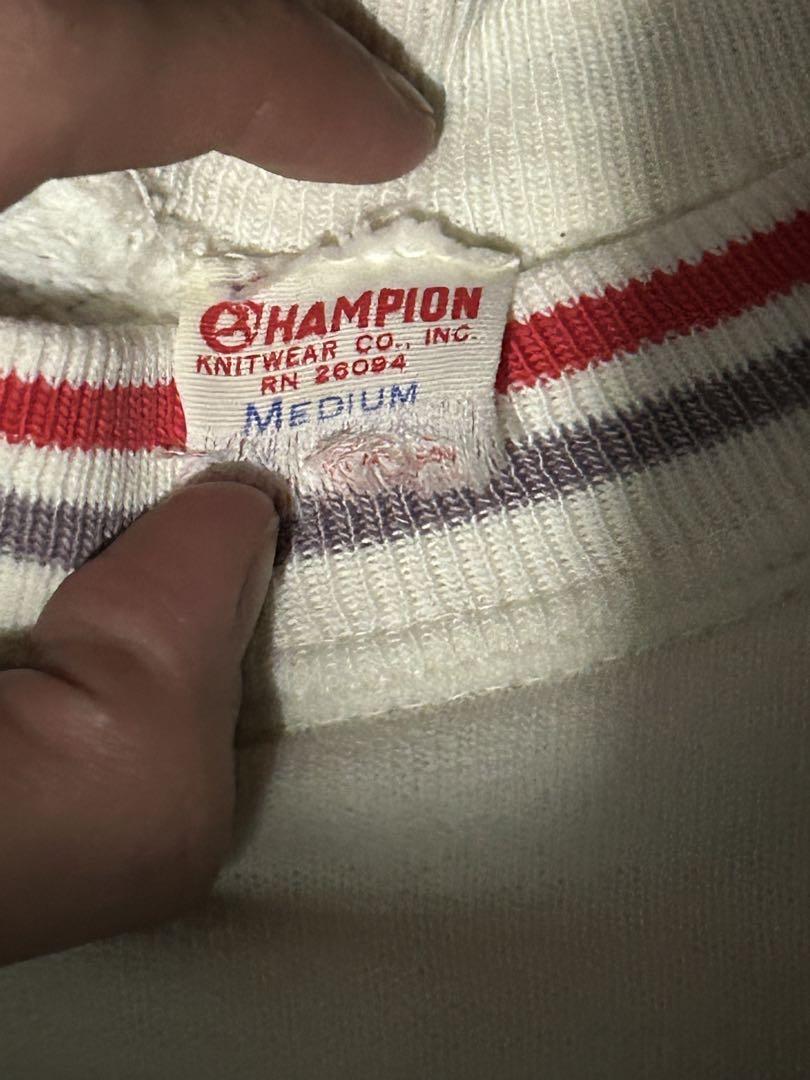 CHAMPION
KNITWEAR CO., INC.
RN 26094
MEDIUM